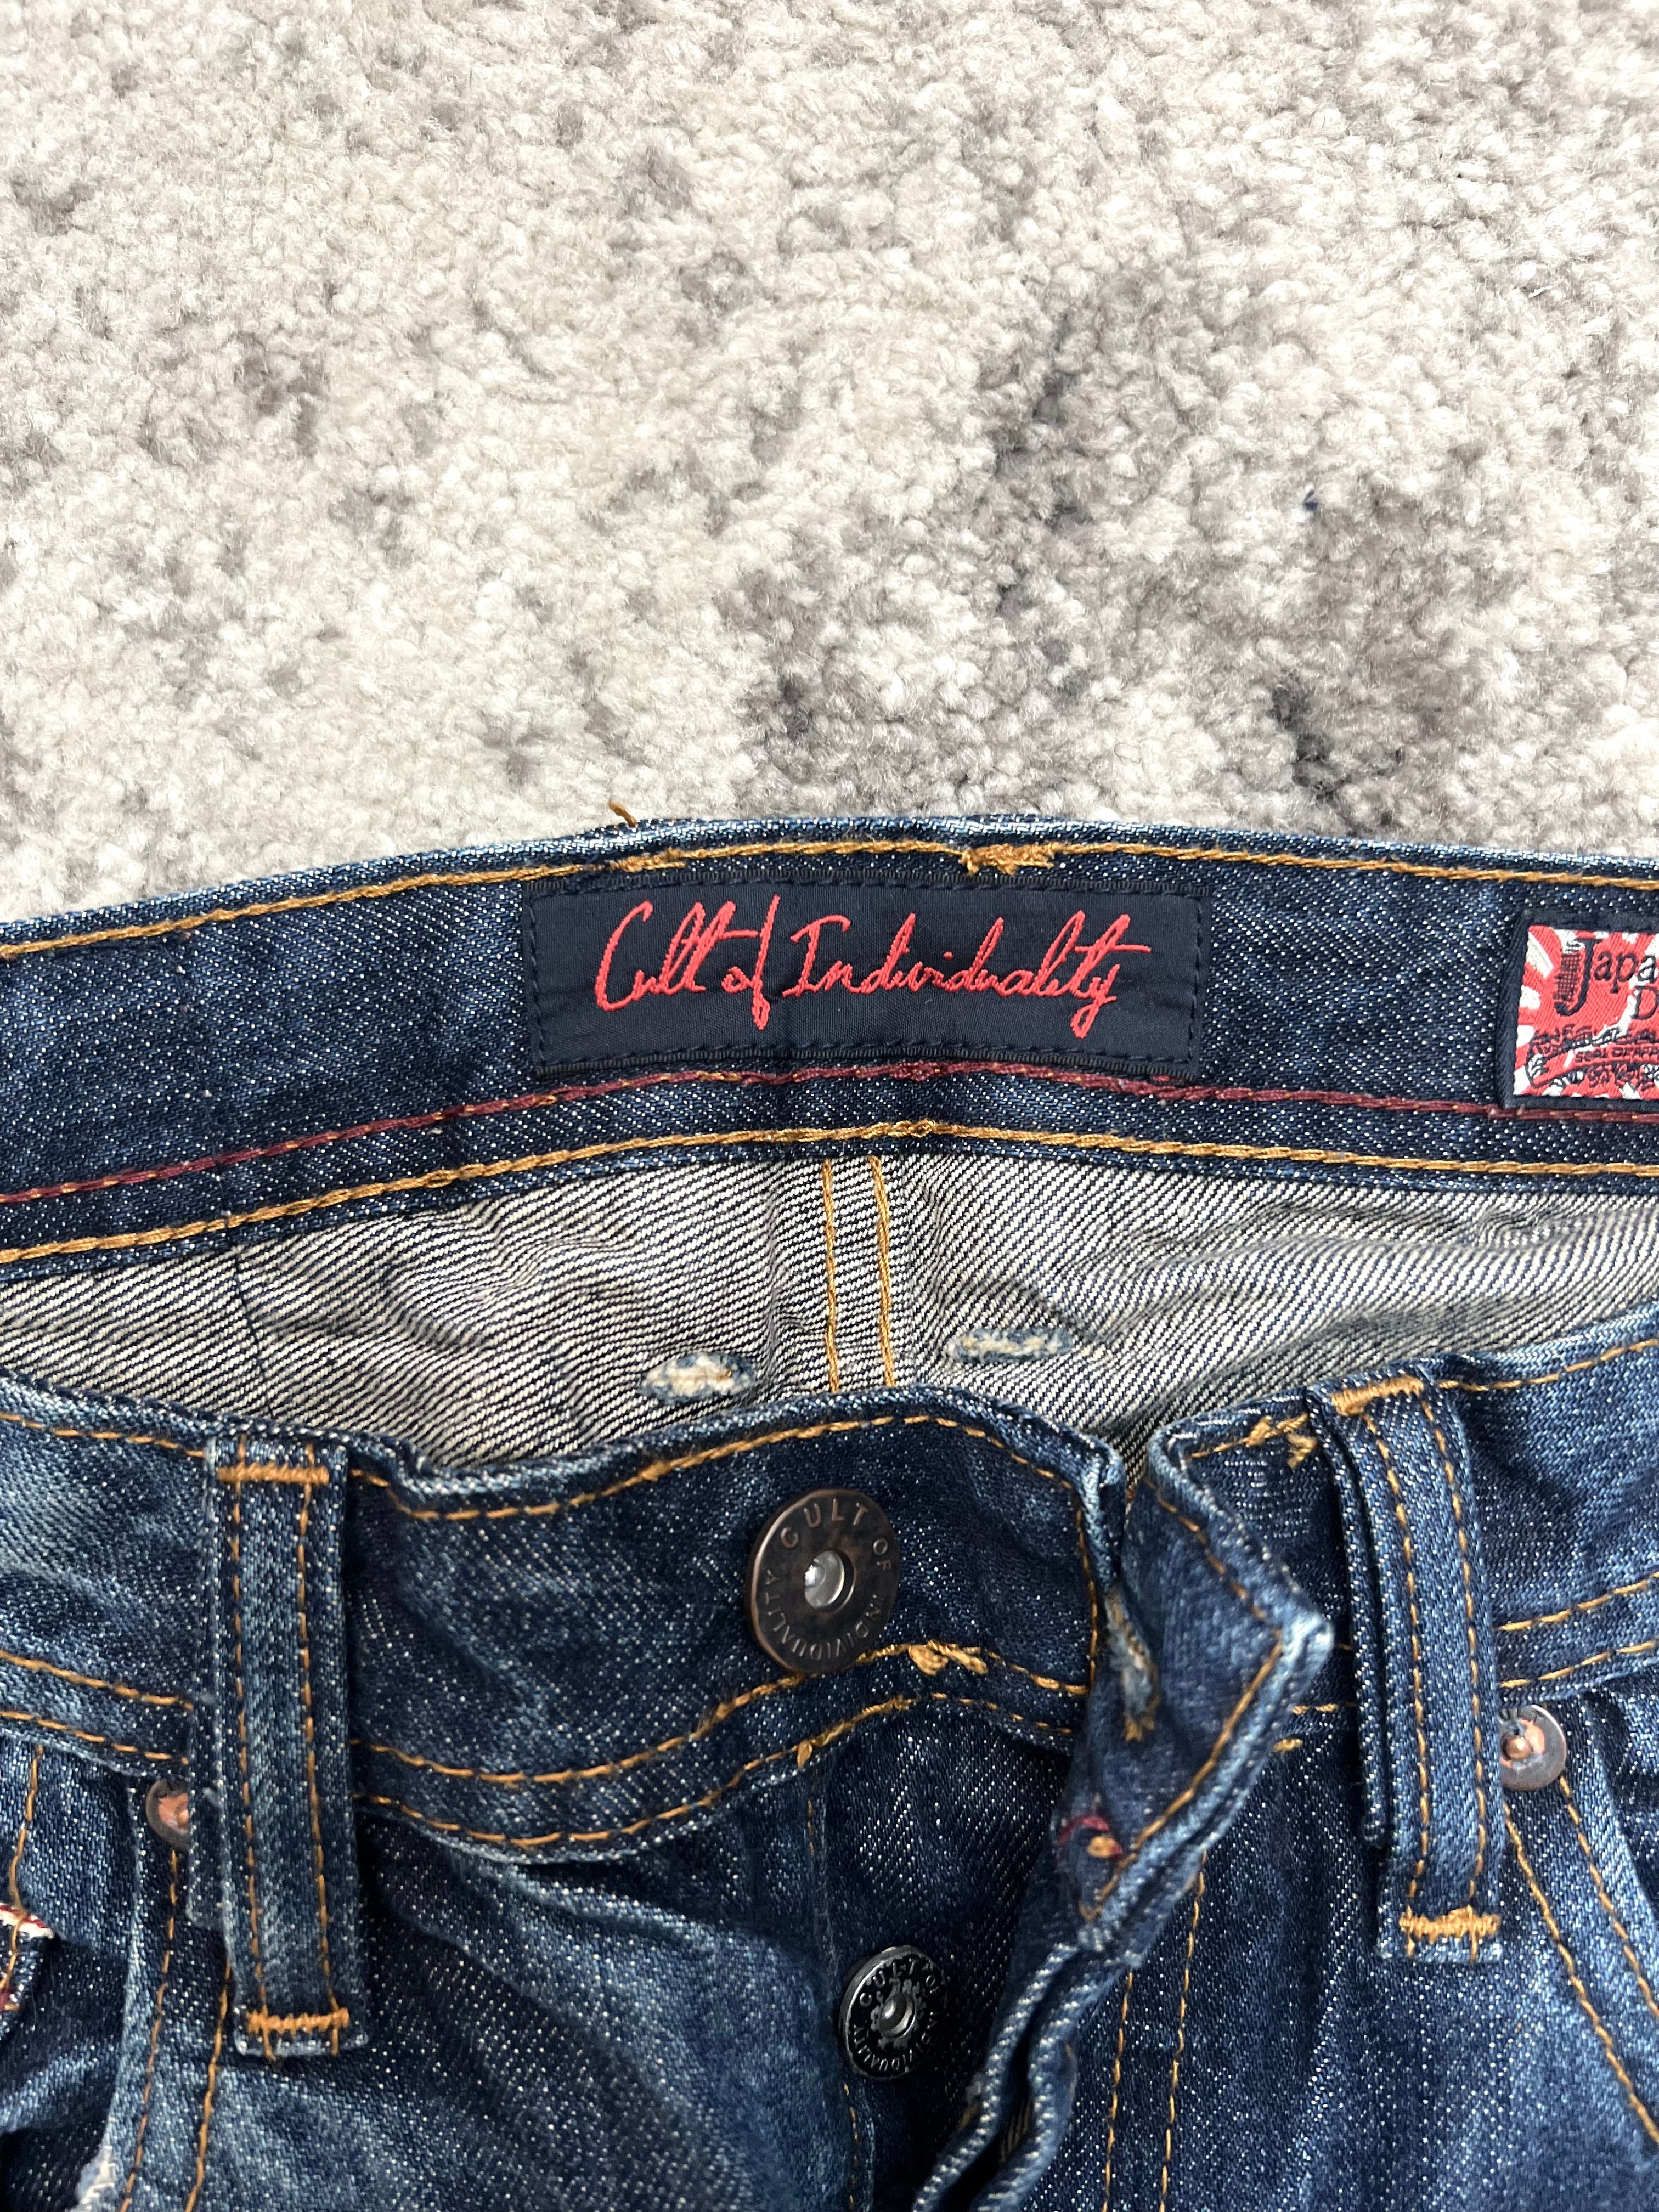 Cult of Individuality
Japa
D
CULT OF INDIVIDUALITY
CULT OF INDIVIDUALITY